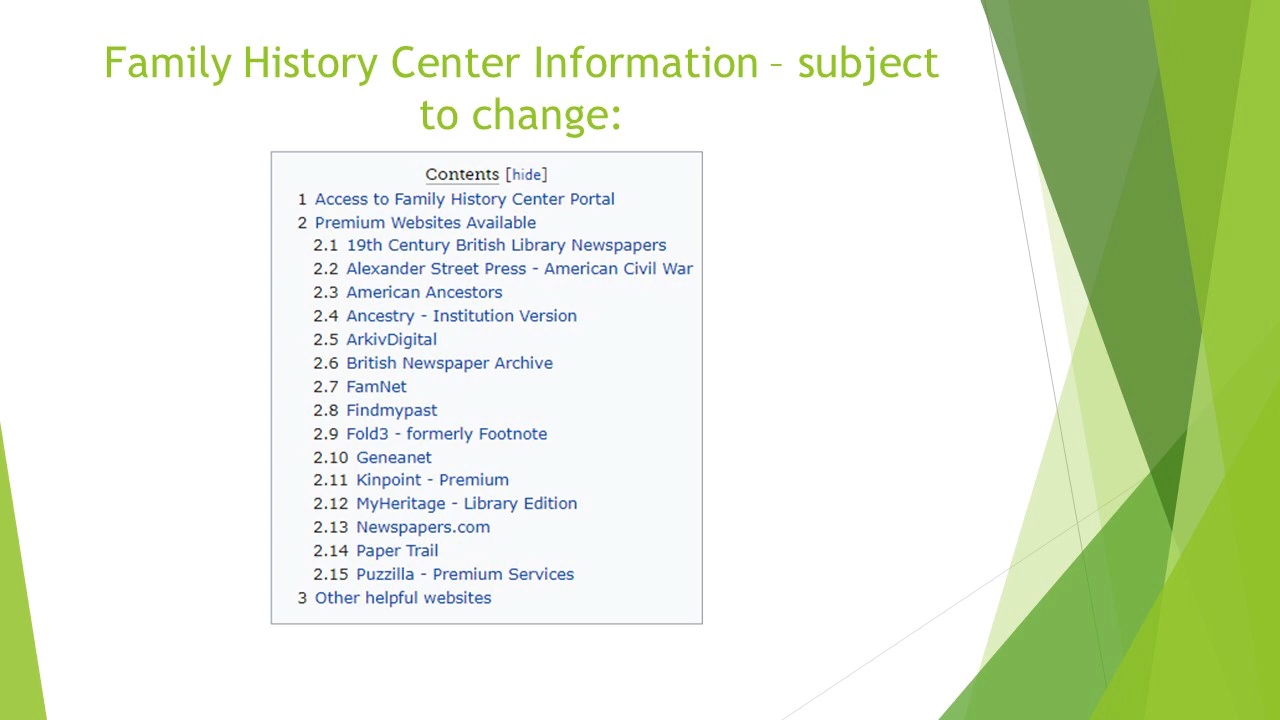 Family History Center Information – subject
to change:
Contents [hide]
1 Access to Family History Center Portal
2 Premium Websites Available
2.1 19th Century British Library Newspapers
2.2 Alexander Street Press - American Civil War
2.3 American Ancestors
2.4 Ancestry - Institution Version
2.5 ArkivDigital
2.6 British Newspaper Archive
2.7 FamNet
2.8 Findmypast
2.9 Fold3 - formerly Footnote
2.10 Geneanet
2.11 Kinpoint - Premium
2.12 MyHeritage - Library Edition
2.13 Newspapers.com
2.14 Paper Trail
2.15 Puzzilla - Premium Services
3 Other helpful websites